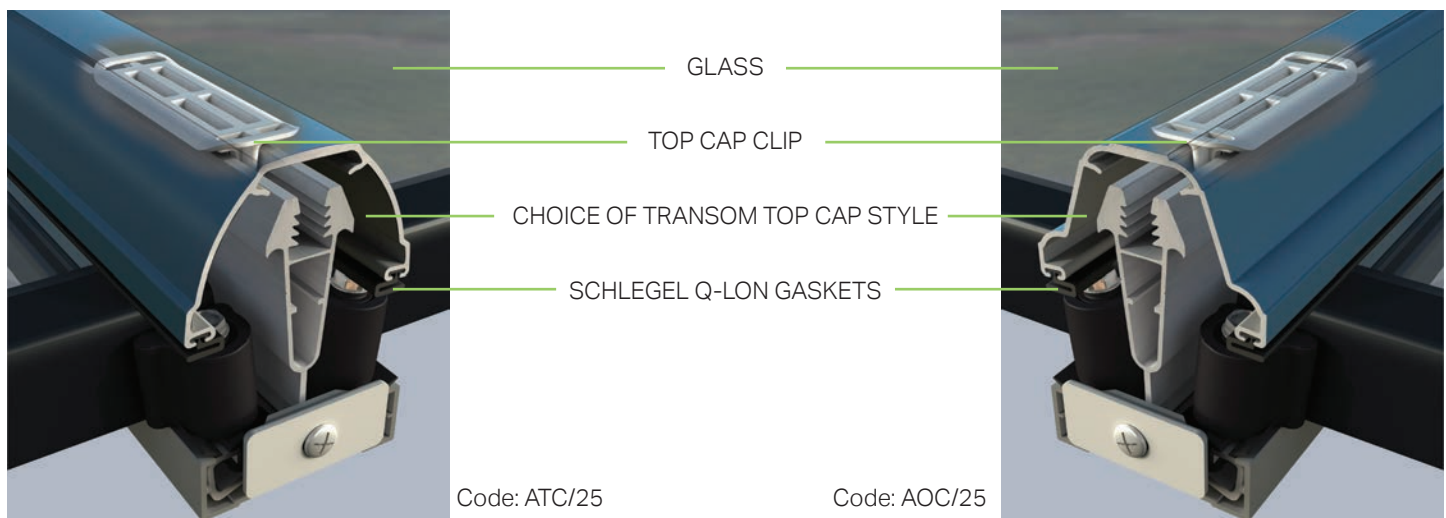 GLASS
TOP CAP CLIP
CHOICE OF TRANSOM TOP CAP STYLE
SCHLEGEL Q-LON GASKETS
Code: ATC/25
Code: AOC/25